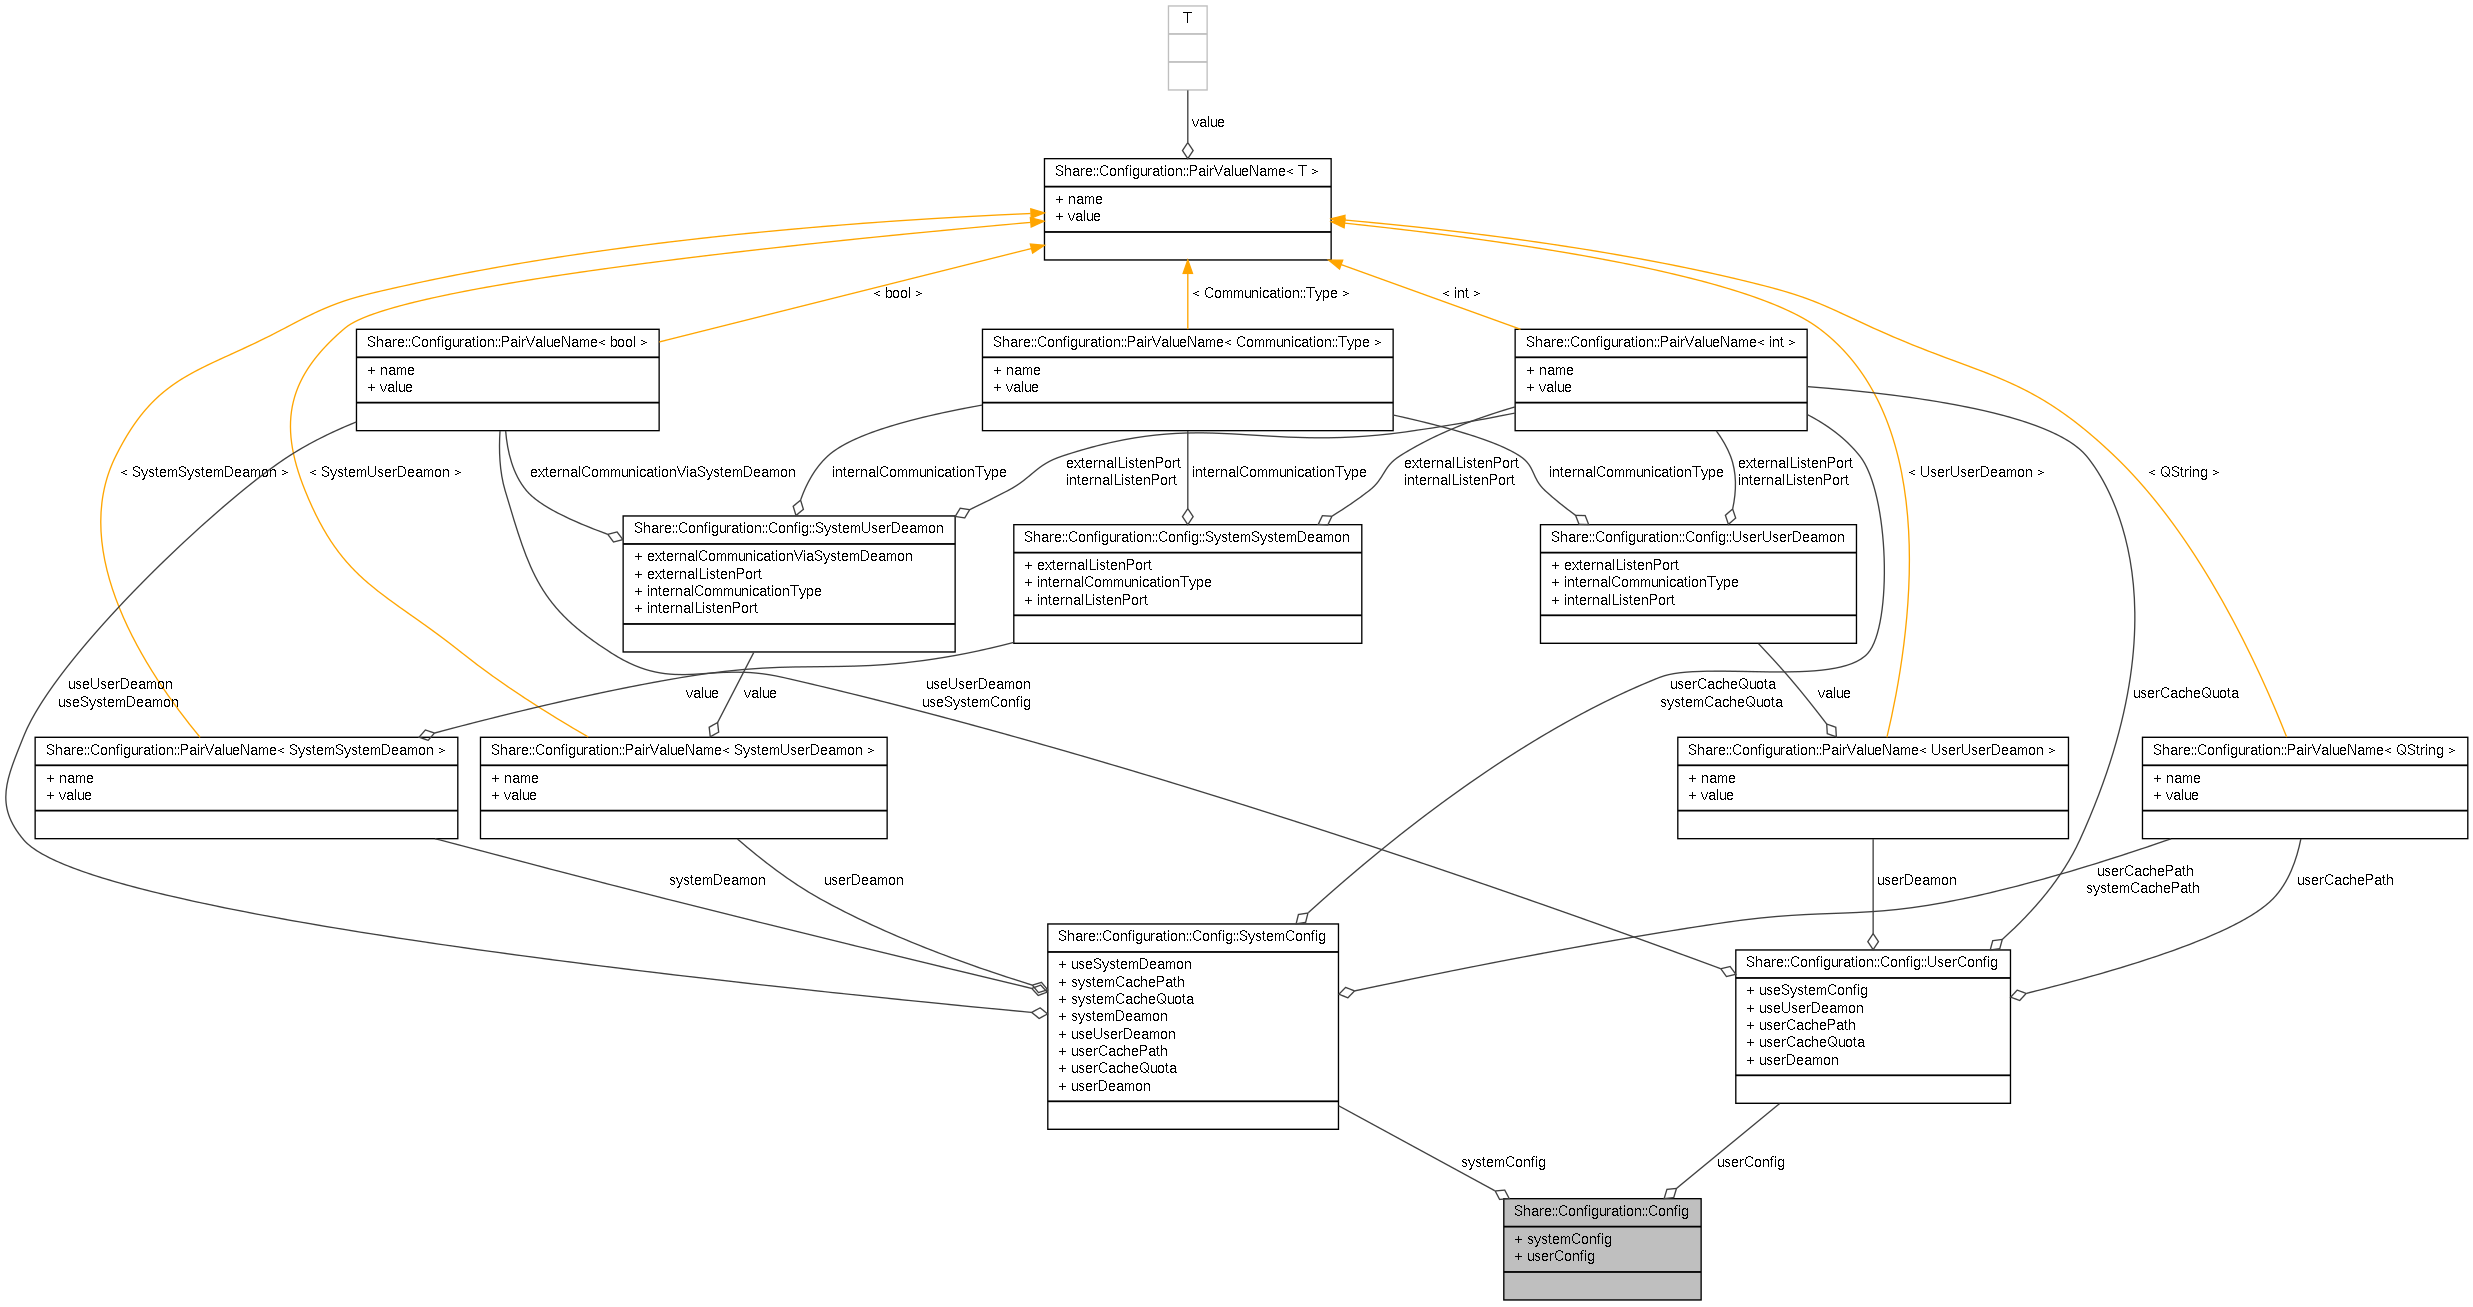 T
value
Share::Configuration::PairValueName< T >
+ name
+ value
< bool >
< Communication::Type >
< int >
Share::Configuration::PairValueName< bool >
+ name
+ value
Share::Configuration::PairValueName< Communication::Type >
+ name
+ value
Share::Configuration::PairValueName< int >
+ name
+ value
< SystemSystemDeamon >
< SystemUserDeamon >
externalCommunicationViaSystemDeamon
internalCommunicationType
externalListenPort
internalListenPort
internalCommunicationType
externalListenPort
internalListenPort
internalCommunicationType
externalListenPort
internalListenPort
< UserUserDeamon >
< QString >
Share::Configuration::Config::SystemUserDeamon
+ externalCommunicationViaSystemDeamon
+ externalListenPort
+ internalCommunicationType
+ internalListenPort
Share::Configuration::Config::SystemSystemDeamon
+ externalListenPort
+ internalCommunicationType
+ internalListenPort
Share::Configuration::Config::UserUserDeamon
+ externalListenPort
+ internalCommunicationType
+ internalListenPort
useUserDeamon
useSystemDeamon
value
value
useUserDeamon
useSystemConfig
userCacheQuota
systemCacheQuota
value
userCacheQuota
Share::Configuration::PairValueName< SystemSystemDeamon >
+ name
+ value
Share::Configuration::PairValueName< SystemUserDeamon >
+ name
+ value
Share::Configuration::PairValueName< UserUserDeamon >
+ name
+ value
Share::Configuration::PairValueName< QString >
+ name
+ value
systemDeamon
userDeamon
userDeamon
userCachePath
systemCachePath
userCachePath
Share::Configuration::Config::SystemConfig
+ useSystemDeamon
+ systemCachePath
+ systemCacheQuota
+ systemDeamon
+ useUserDeamon
+ userCachePath
+ userCacheQuota
+ userDeamon
Share::Configuration::Config::UserConfig
+ useSystemConfig
+ useUserDeamon
+ userCachePath
+ userCacheQuota
+ userDeamon
systemConfig
userConfig
Share::Configuration::Config
+ systemConfig
+ userConfig